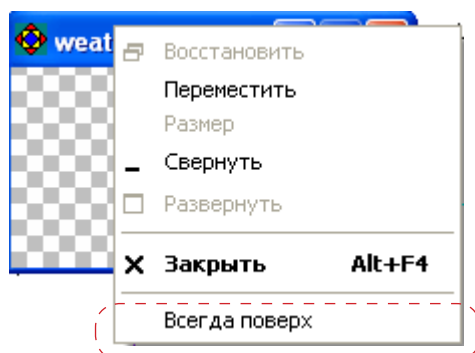 weat
Восстановить
Переместить
Размер
Свернуть
Развернуть
Закрыть Alt+F4
Всегда поверх